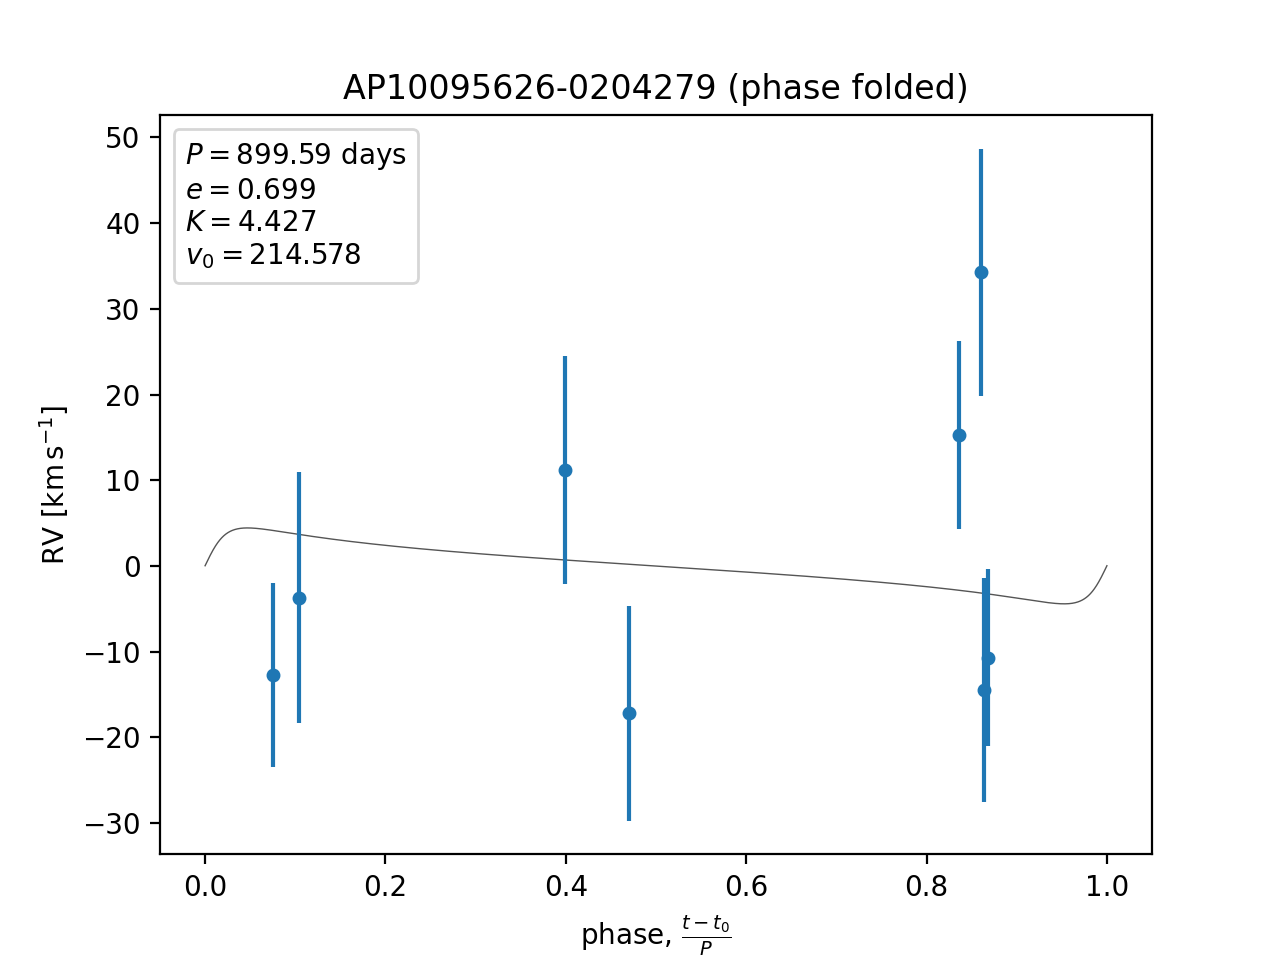 AP10095626-0204279 (phase folded)
P = 899.59 days
e = 0.699
K = 4.427
v₀ = 214.578
50
40
30
20
10
0
−10
−20
−30
RV [km s⁻¹]
0.0 0.2 0.4 0.6 0.8 1.0
phase, (t − t₀)/P